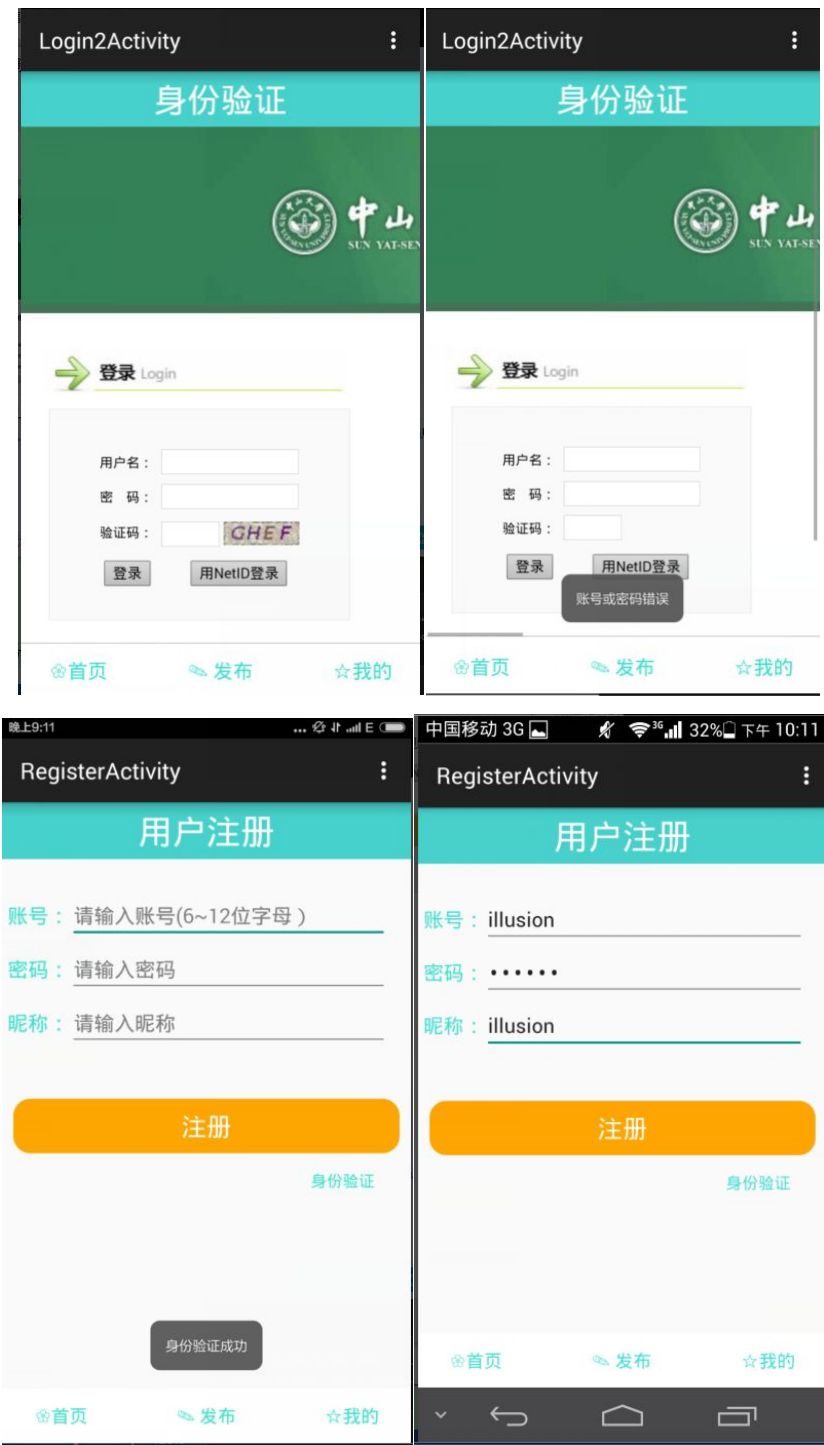 Login2Activity
身份验证
中山
SUN YAT-SEN
登录 Login
用户名：
密 码：
验证码：
GHEF
登录
用NetID登录
首页
发布
☆我的
Login2Activity
身份验证
中山
SUN YAT-SEN
登录 Login
用户名：
密 码：
验证码：
登录
用NetID登录
账号或密码错误
首页
发布
☆我的
晚上9:11
... E
RegisterActivity
用户注册
账号：请输入账号(6~12位字母）
密码：请输入密码
昵称：请输入昵称
注册
身份验证
身份验证成功
首页
发布
☆我的
中国移动 3G 3G 32% 下午 10:11
RegisterActivity
用户注册
账号：illusion
密码：••••••
昵称：illusion
注册
身份验证
首页
发布
☆我的